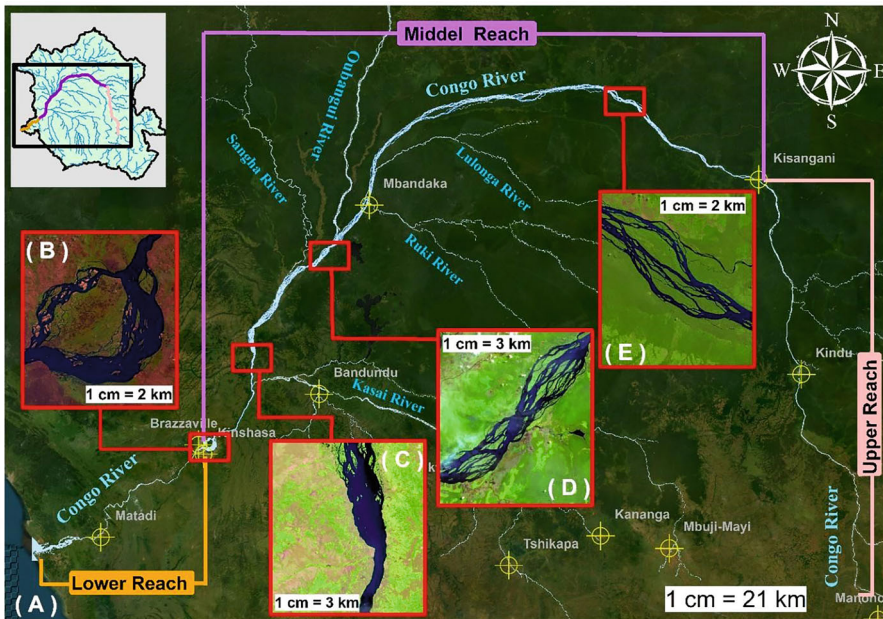 Middel Reach
N
W
E
S
Congo River
Oubangui River
Sangha River
Kisangani
Mbandaka
Lulonga River
1 cm = 2 km
( B )
Ruki River
( E )
1 cm = 3 km
1 cm = 2 km
Bandundu
Kindu
Kasai River
Upper Reach
Brazzaville
Kinshasa
( C )
( D )
Congo River
Matadi
Kananga
Mbuji-Mayi
Tshikapa
Congo River
Lower Reach
( A )
1 cm = 3 km
1 cm = 21 km
Manono